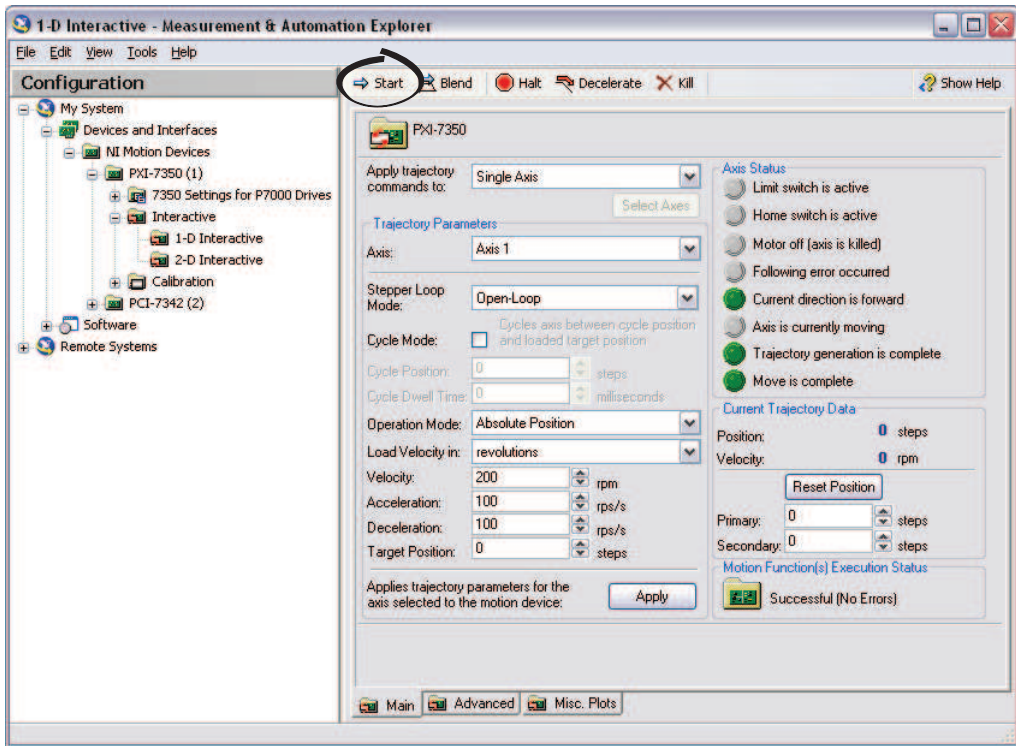 1-D Interactive - Measurement & Automation Explorer
File Edit View Tools Help
Configuration
My System
Devices and Interfaces
NI Motion Devices
PXI-7350 (1)
7350 Settings for P7000 Drives
Interactive
1-D Interactive
2-D Interactive
Calibration
PCI-7342 (2)
Software
Remote Systems
Start Blend Halt Decelerate Kill Show Help
PXI-7350
Apply trajectory
commands to: Single Axis
Select Axes
Trajectory Parameters
Axis: Axis 1
Stepper Loop
Mode: Open-Loop
Cycle Mode: Cycles axis between cycle position
and loaded target position
Cycle Position: 0 steps
Cycle Dwell Time: 0 milliseconds
Operation Mode: Absolute Position
Load Velocity in: revolutions
Velocity: 200 rpm
Acceleration: 100 rps/s
Deceleration: 100 rps/s
Target Position: 0 steps
Applies trajectory parameters for the
axis selected to the motion device: Apply
Axis Status
Limit switch is active
Home switch is active
Motor off (axis is killed)
Following error occurred
Current direction is forward
Axis is currently moving
Trajectory generation is complete
Move is complete
Current Trajectory Data
Position: 0 steps
Velocity: 0 rpm
Reset Position
Primary: 0 steps
Secondary: 0 steps
Motion Function(s) Execution Status
Successful (No Errors)
Main Advanced Misc. Plots